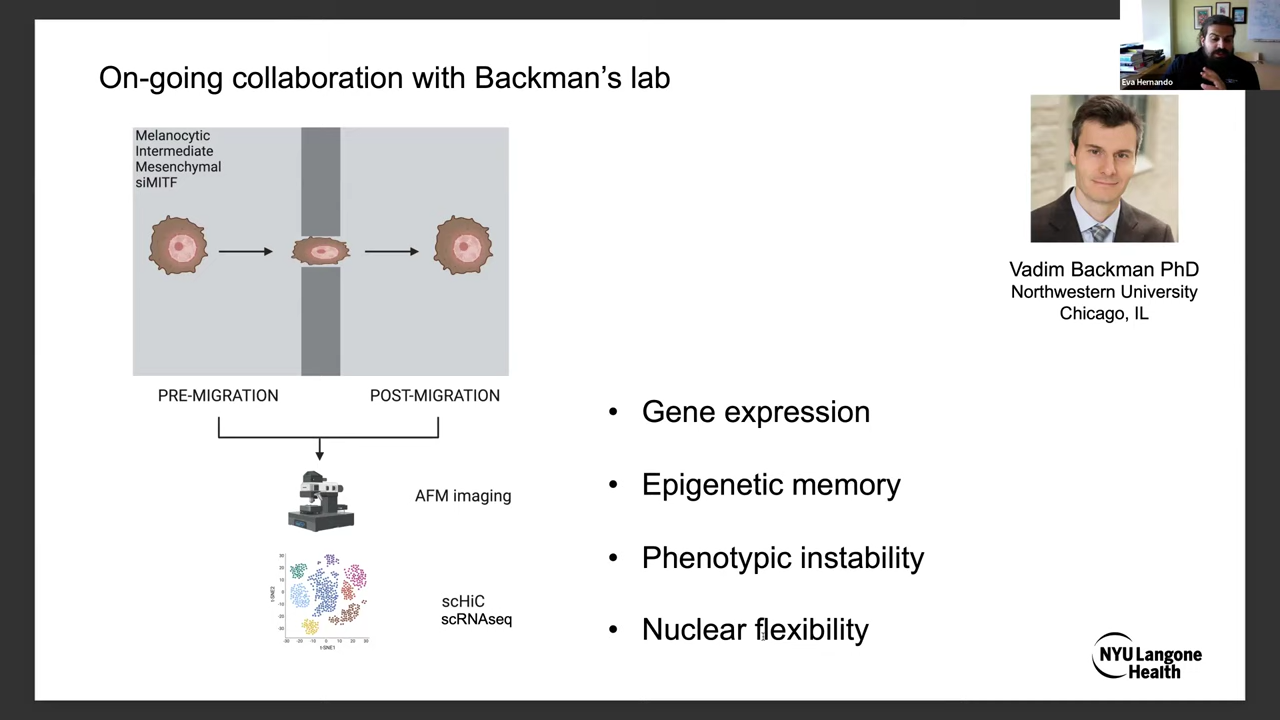 On-going collaboration with Backman's lab
Eva Hernando
Melanocytic
Intermediate
Mesenchymal
siMITF
Vadim Backman PhD
Northwestern University
Chicago, IL
PRE-MIGRATION
POST-MIGRATION
AFM imaging
scHiC
scRNAseq
t-SNE2
t-SNE1
• Gene expression
• Epigenetic memory
• Phenotypic instability
• Nuclear flexibility
NYU Langone
Health